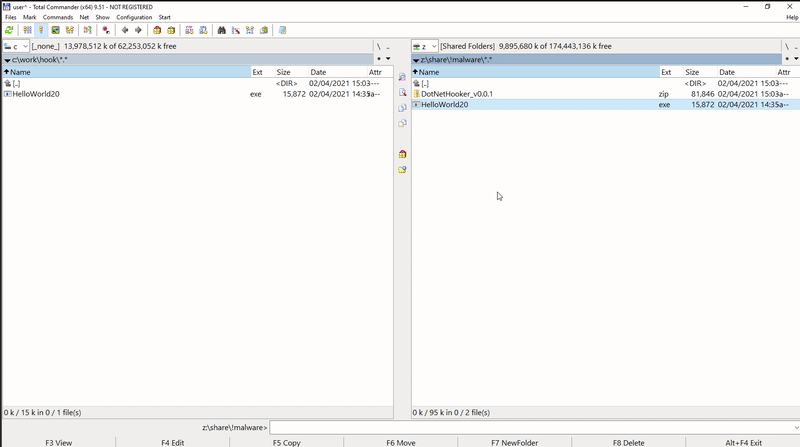 user^ - Total Commander (x64) 9.51 - NOT REGISTERED
Files Mark Commands Net Show Configuration Start Help
c [_none_] 13,978,512 k of 62,253,052 k free \ ..
z [Shared Folders] 9,895,680 k of 174,443,136 k free \ ..
c:\work\hook\*.* * 
z:\share\!malware\*.* *
Name Ext Size Date Attr
[..] <DIR> 02/04/2021 15:03----
HelloWorld20 exe 15,872 02/04/2021 14:35a--
0 k / 15 k in 0 / 1 file(s)
Name Ext Size Date Attr
[..] <DIR> 02/04/2021 15:03----
DotNetHooker_v0.0.1 zip 81,846 02/04/2021 15:03a--
HelloWorld20 exe 15,872 02/04/2021 14:35a--
0 k / 95 k in 0 / 2 file(s)
z:\share\!malware>
F3 View F4 Edit F5 Copy F6 Move F7 NewFolder F8 Delete Alt+F4 Exit